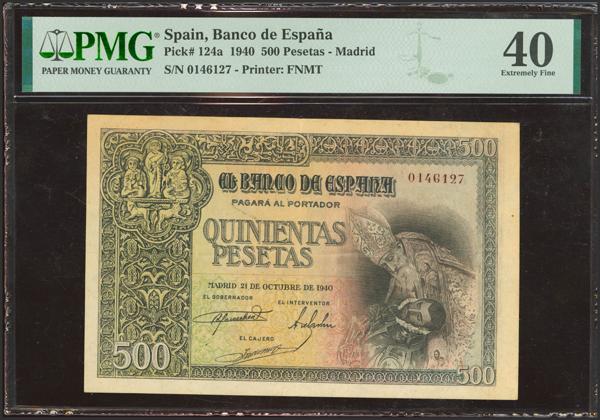 PMG
PAPER MONEY GUARANTY
Spain, Banco de España
Pick# 124a 1940 500 Pesetas - Madrid
S/N 0146127 - Printer: FNMT
40
Extremely Fine
500
EL BANCO DE ESPAÑA
0146127
PAGARÁ AL PORTADOR
QUINIENTAS
PESETAS
MADRID 21 DE OCTUBRE DE 1940
EL GOBERNADOR
EL INTERVENTOR
EL CAJERO
500
500